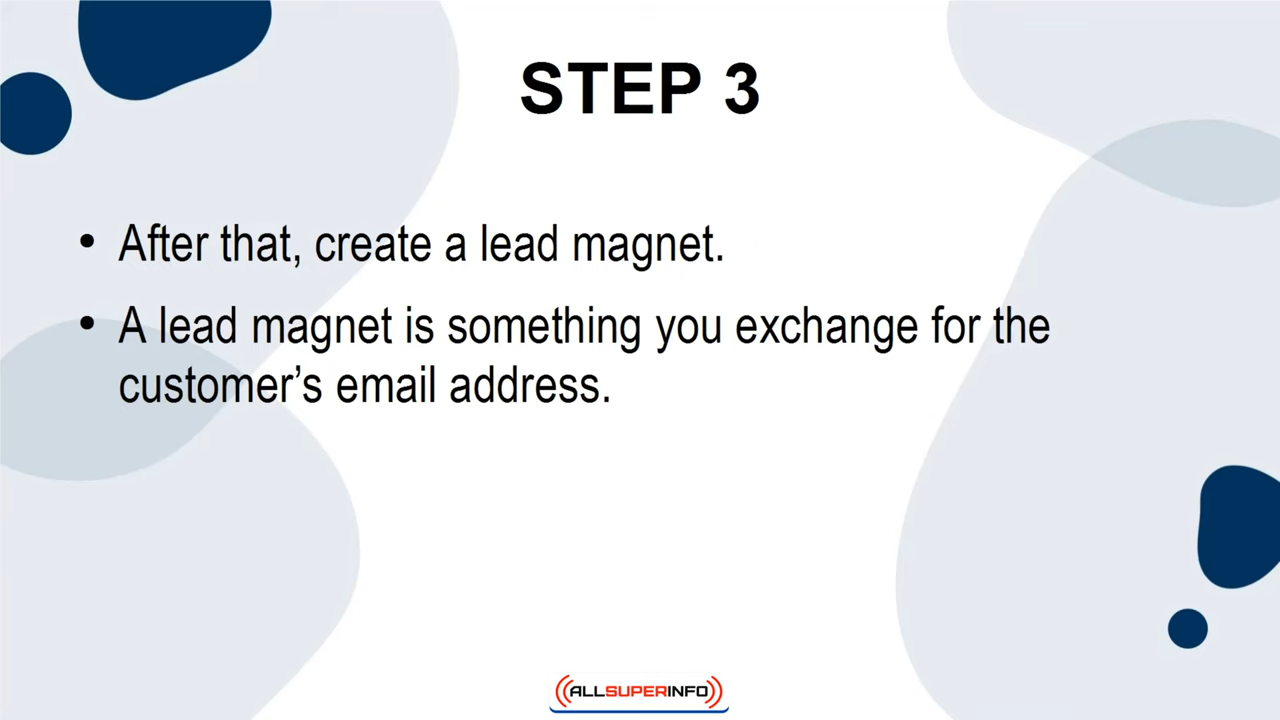 STEP 3
• After that, create a lead magnet.
• A lead magnet is something you exchange for the
customer’s email address.
ALLSUPERINFO